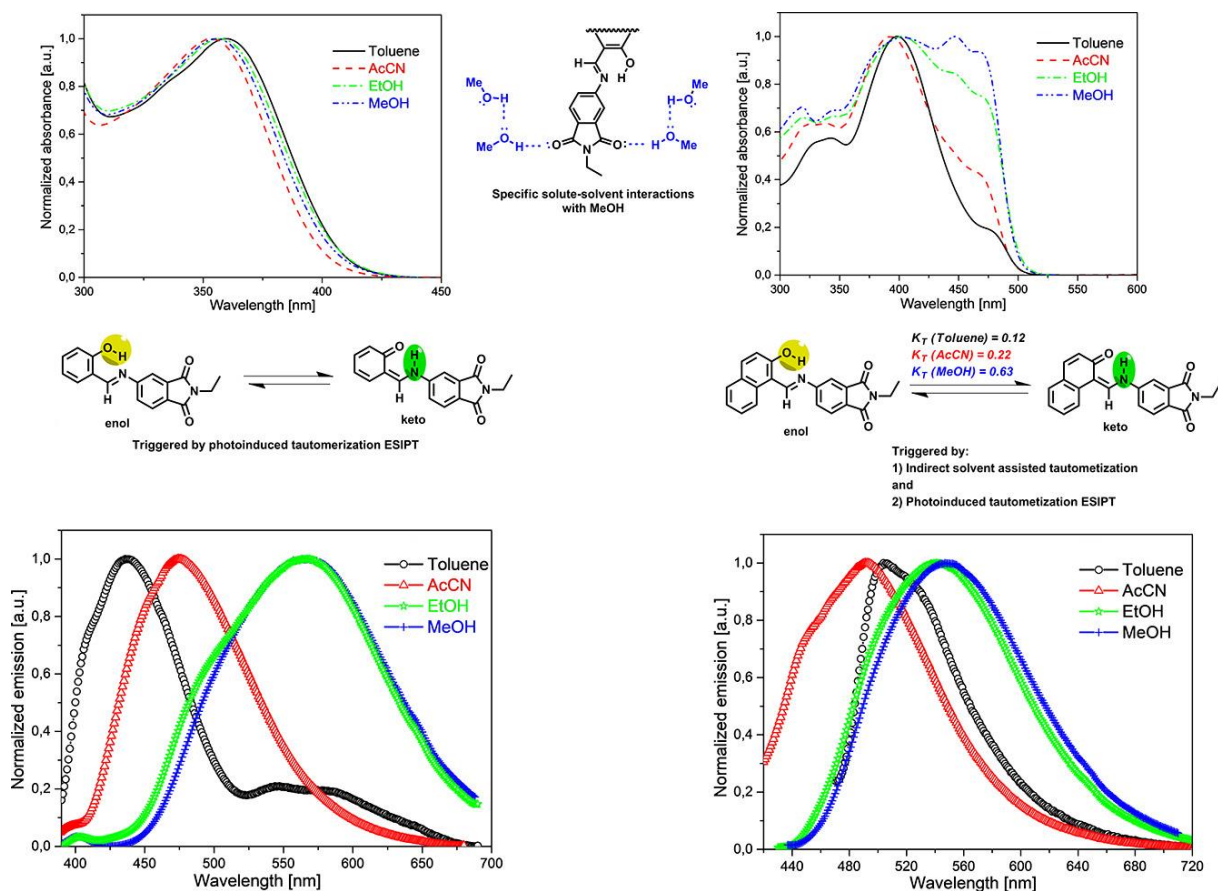 Normalized absorbance [a.u.]
1,0
0,8
0,6
0,4
0,2
0,0
300
350
400
450
Wavelength [nm]
Toluene
AcCN
EtOH
MeOH
Me
O H
Me
O H
O
H
H
N
O
N
O
Me
H O
H O
Me
Specific solute-solvent interactions
with MeOH
Normalized absorbance [a.u.]
1,0
0,8
0,6
0,4
0,2
0,0
300
350
400
450
500
550
600
Wavelength [nm]
Toluene
AcCN
EtOH
MeOH
O
H
N
H
O
N
O
enol
O
H
N
H
O
N
O
keto
Triggered by photoinduced tautomerization ESIPT
O
H
N
H
O
N
O
enol
K_T (Toluene) = 0.12
K_T (AcCN) = 0.22
K_T (MeOH) = 0.63
O
H
N
H
O
N
O
keto
Triggered by:
1) Indirect solvent assisted tautometization
and
2) Photoinduced tautometization ESIPT
Normalized emission [a.u.]
1,0
0,8
0,6
0,4
0,2
0,0
400
450
500
550
600
650
700
Wavelength [nm]
Toluene
AcCN
EtOH
MeOH
Normalized emission [a.u.]
1,0
0,8
0,6
0,4
0,2
0,0
440
480
520
560
600
640
680
720
Wavelength [nm]
Toluene
AcCN
EtOH
MeOH